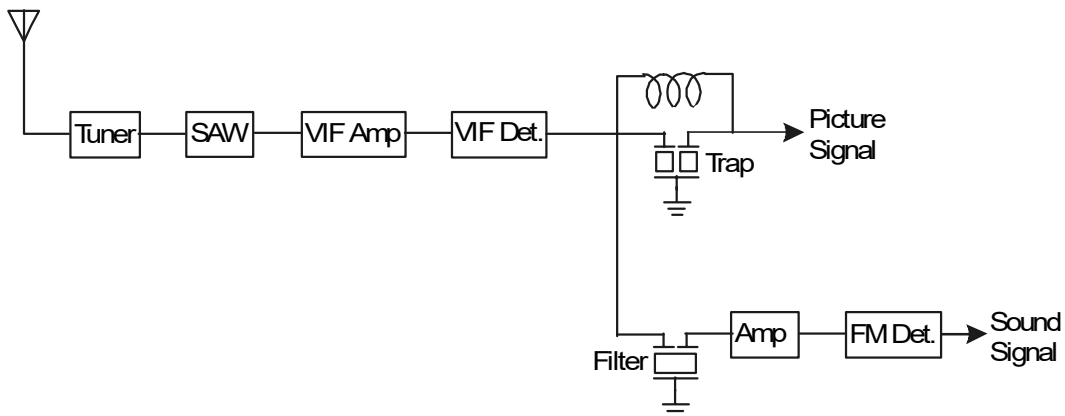 Tuner
SAW
VIF Amp
VIF Det.
Picture
Signal
Trap
Filter
Amp
FM Det.
Sound
Signal